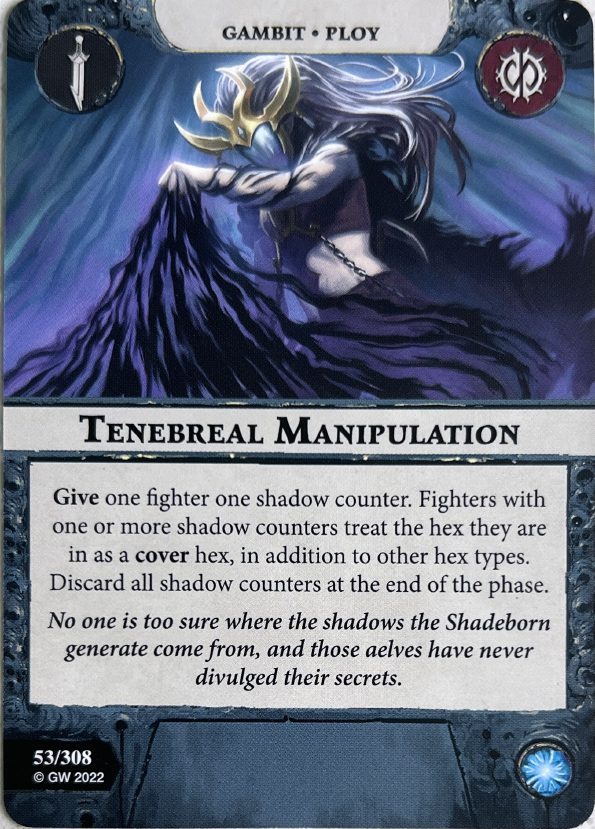 GAMBIT • PLOY
TENEBREAL MANIPULATION
Give one fighter one shadow counter. Fighters with
one or more shadow counters treat the hex they are
in as a cover hex, in addition to other hex types.
Discard all shadow counters at the end of the phase.
No one is too sure where the shadows the Shadeborn
generate come from, and those aelves have never
divulged their secrets.
53/308
© GW 2022